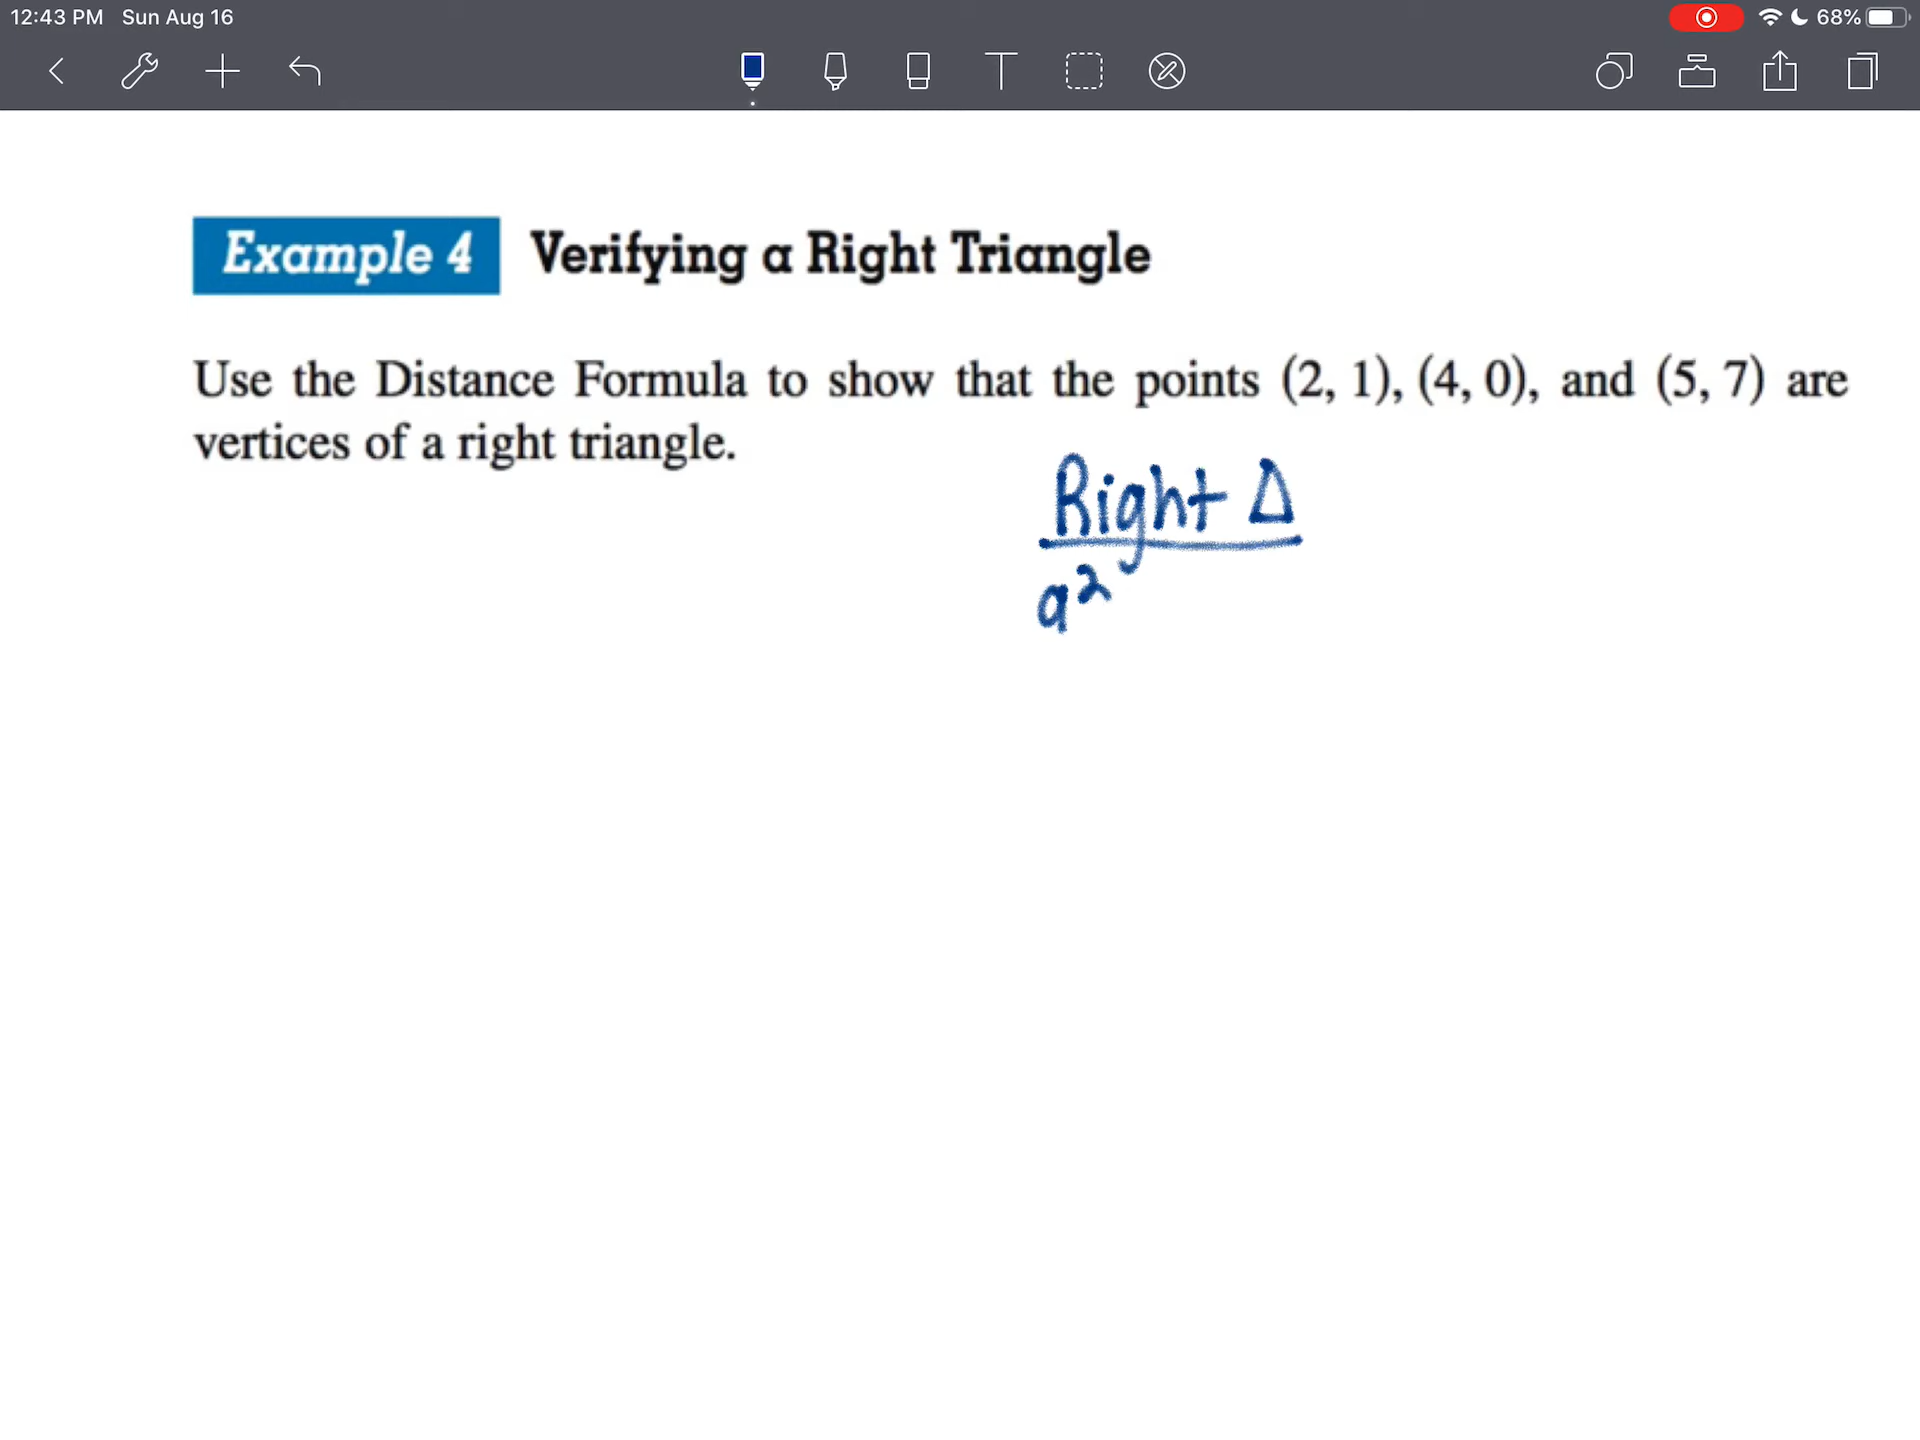 12:43 PM Sun Aug 16 68%
Example 4 Verifying a Right Triangle
Use the Distance Formula to show that the points (2, 1), (4, 0), and (5, 7) are
vertices of a right triangle.
Right Δ
a²